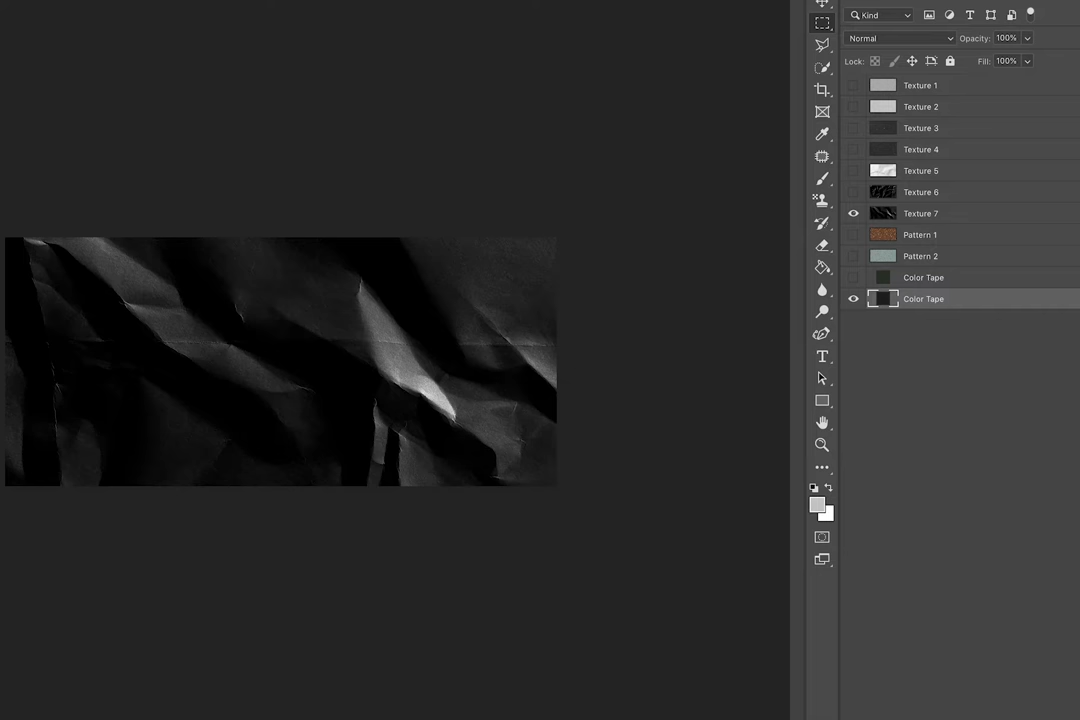 Kind
Normal Opacity: 100%
Lock: Fill: 100%
Texture 1
Texture 2
Texture 3
Texture 4
Texture 5
Texture 6
Texture 7
Pattern 1
Pattern 2
Color Tape
Color Tape